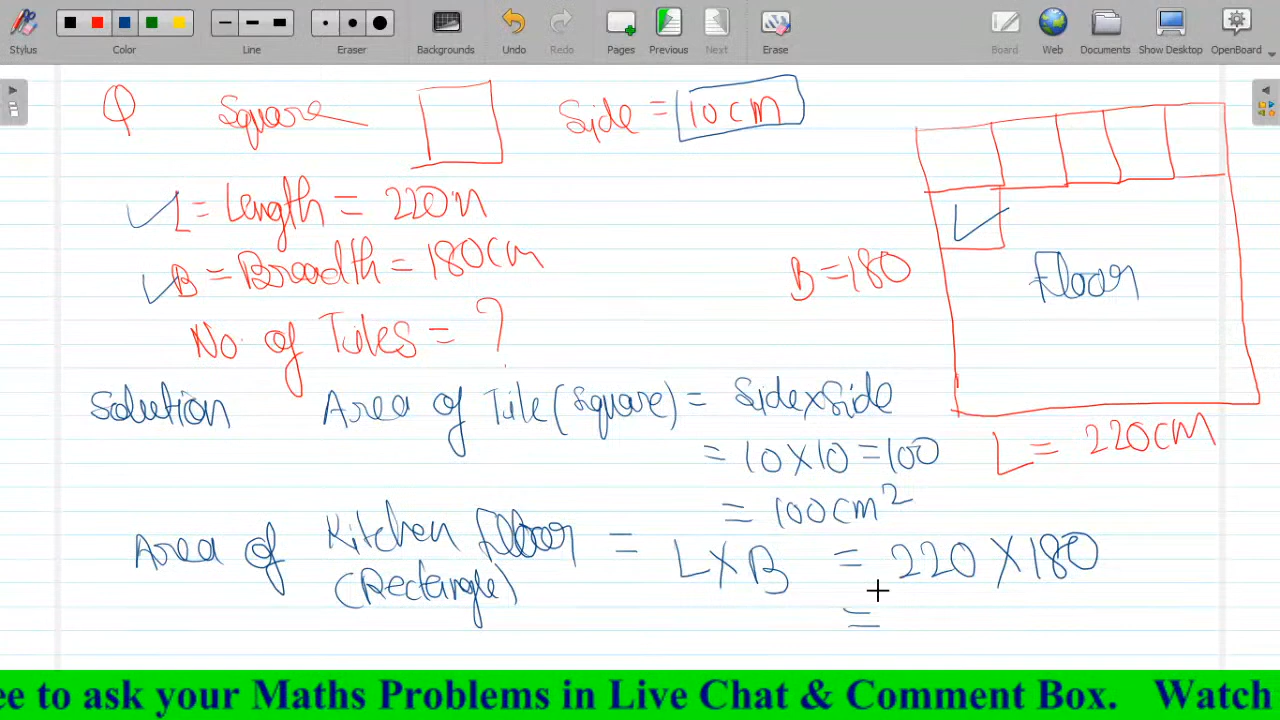 Stylus Color Line Eraser Backgrounds Undo Redo Pages Previous Next Erase Board Web Documents Show Desktop OpenBoard
Q Square Side = 10 cm
L = Length = 220
B = Breadth = 180 cm
No. of Tiles = ?
B = 180
Floor
L = 220 cm
Solution Area of Tile (Square) = Side × Side
= 10 × 10 = 100
= 100 cm²
Area of Kitchen Floor = L × B = 220 × 180
(Rectangle)
=
ee to ask your Maths Problems in Live Chat & Comment Box. Watch